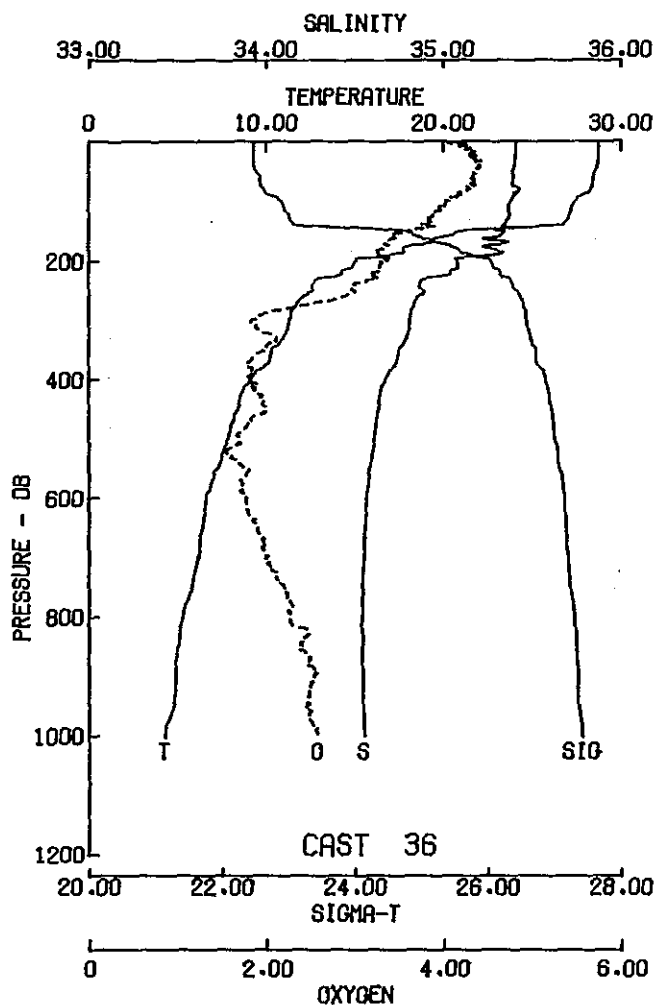 SALINITY
33.00 34.00 35.00 36.00
TEMPERATURE
0 10.00 20.00 30.00
200
400
600
800
1000
1200
PRESSURE - DB
T O S SIG
CAST 36
20.00 22.00 24.00 26.00 28.00
SIGMA-T
0 2.00 4.00 6.00
OXYGEN